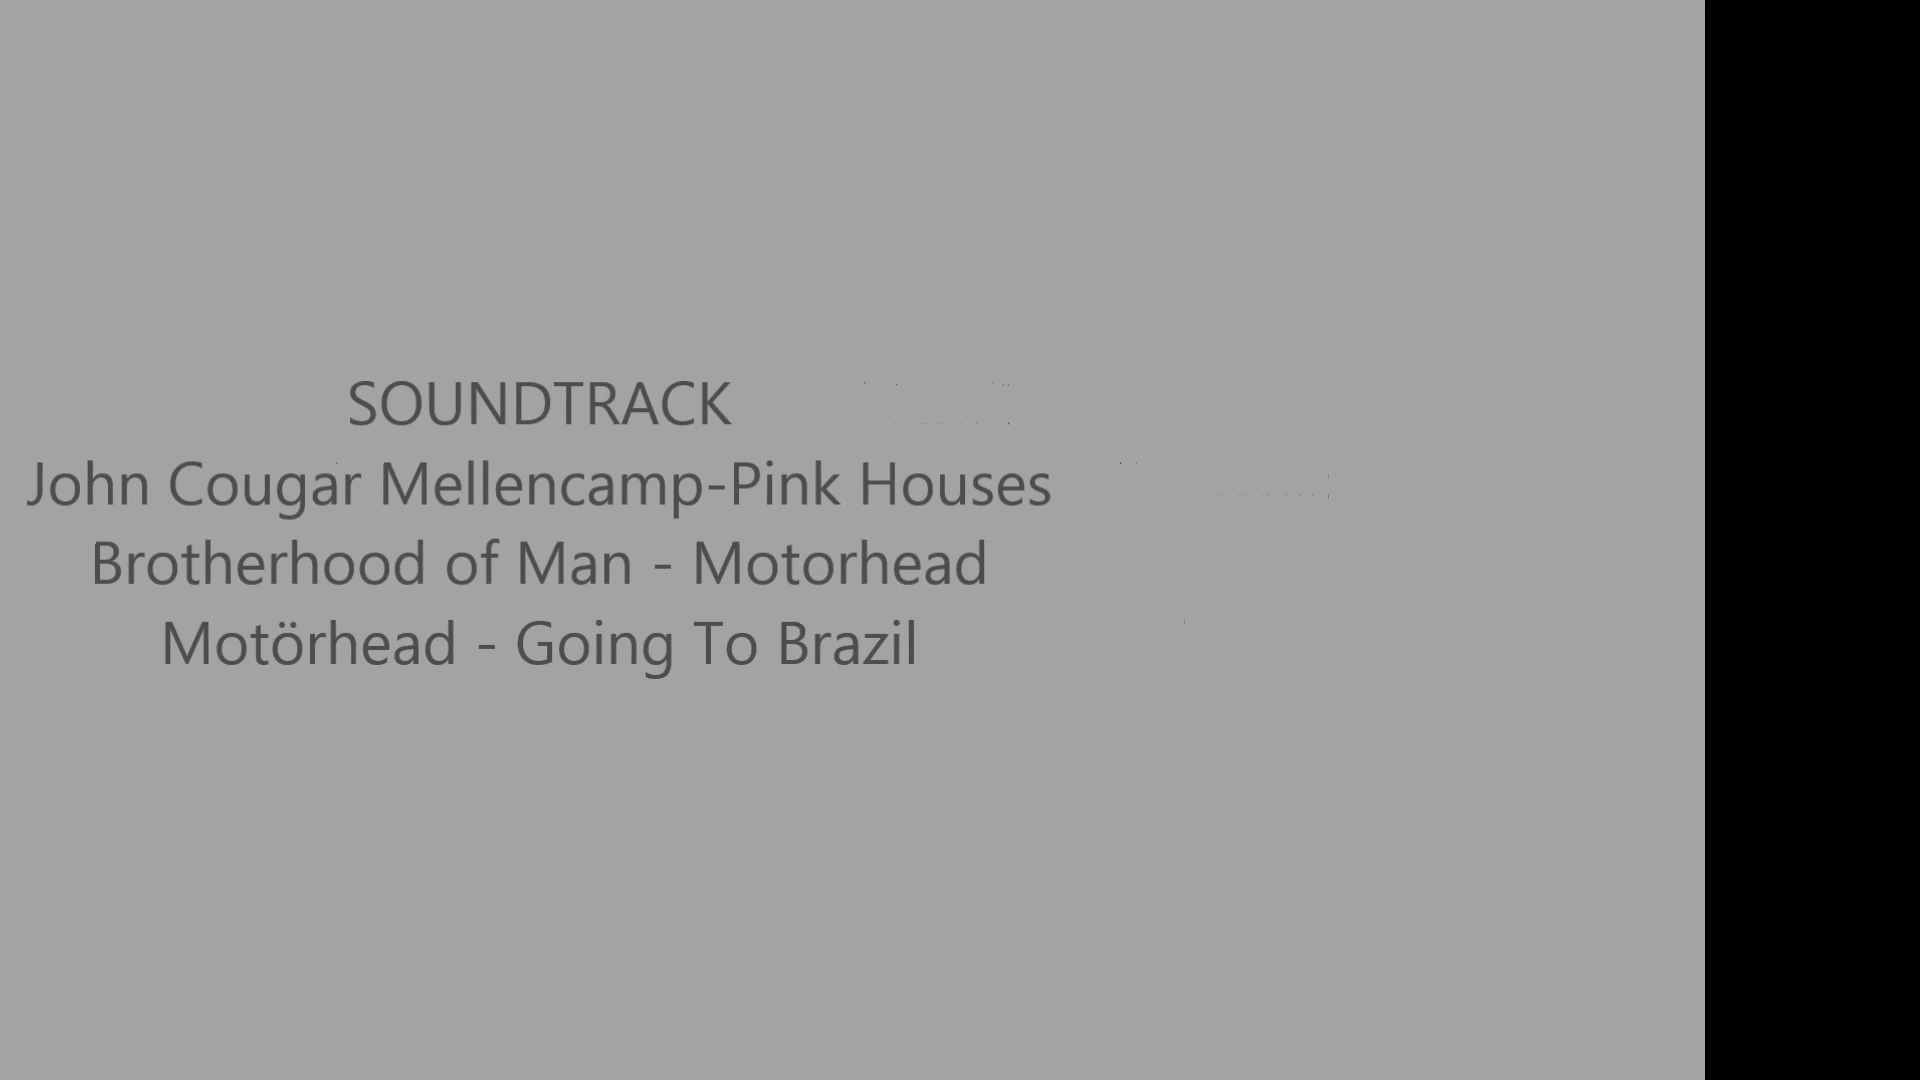 SOUNDTRACK
John Cougar Mellencamp-Pink Houses
Brotherhood of Man - Motorhead
Motörhead - Going To Brazil